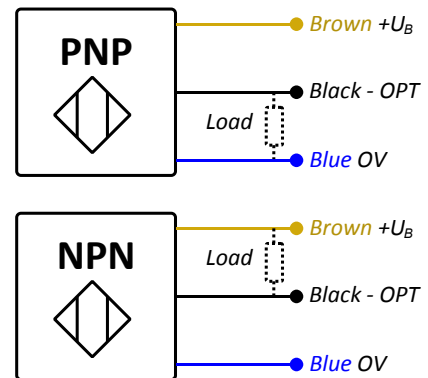 PNP
Brown +UB
Black - OPT
Load
Blue OV
NPN
Brown +UB
Load
Black - OPT
Blue OV